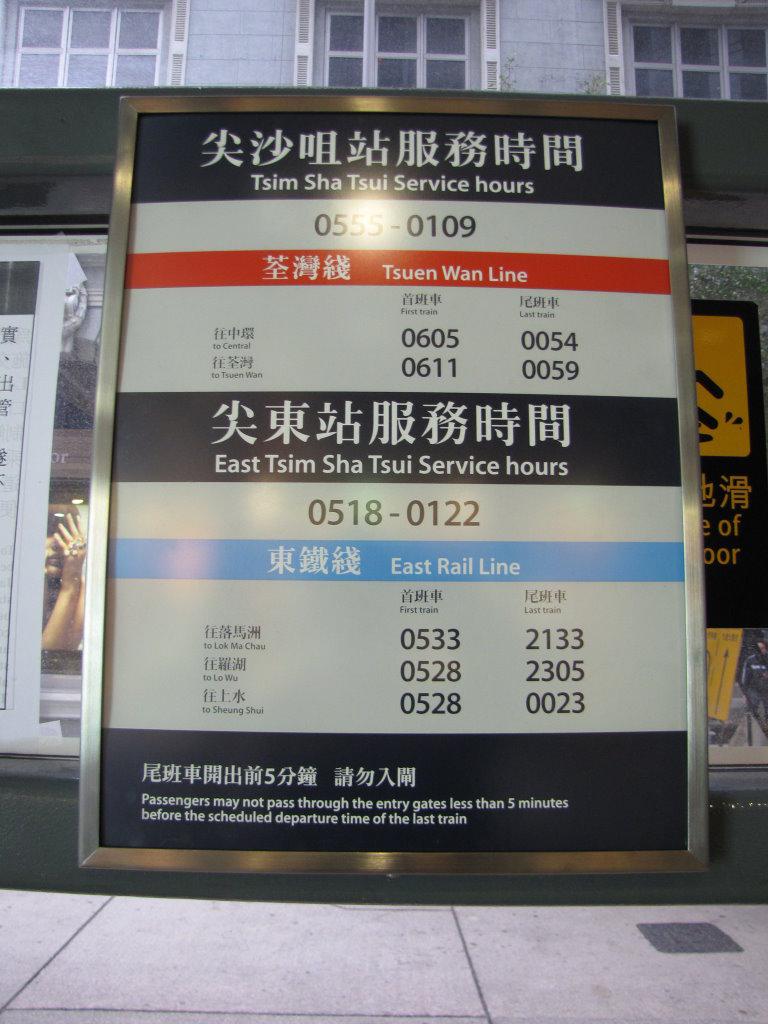 尖沙咀站服務時間
Tsim Sha Tsui Service hours
0555 - 0109
荃灣綫 Tsuen Wan Line
首班車 尾班車
First train Last train
往中環 0605 0054
to Central
往荃灣 0611 0059
to Tsuen Wan
尖東站服務時間
East Tsim Sha Tsui Service hours
0518 - 0122
東鐵綫 East Rail Line
首班車 尾班車
First train Last train
往落馬洲 0533 2133
to Lok Ma Chau
往羅湖 0528 2305
to Lo Wu
往上水 0528 0023
to Sheung Shui
尾班車開出前5分鐘 請勿入閘
Passengers may not pass through the entry gates less than 5 minutes
before the scheduled departure time of the last train
實
、
出
管
地滑
e of
oor